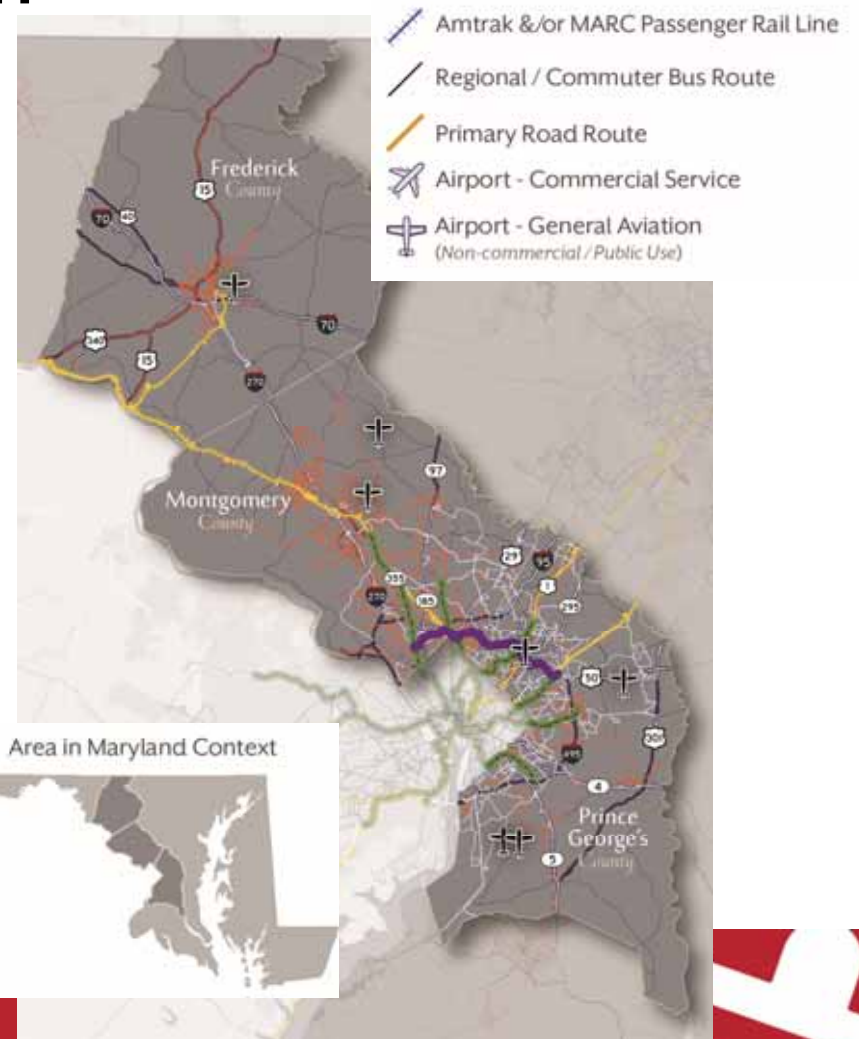 Amtrak &/or MARC Passenger Rail Line
Regional / Commuter Bus Route
Primary Road Route
Airport - Commercial Service
Airport - General Aviation
(Non-commercial / Public Use)
Frederick
County
15
70
40
70
340
15
270
97
Montgomery
County
29
95
355
1
185
295
270
50
301
495
4
Prince
George's
County
5
Area in Maryland Context